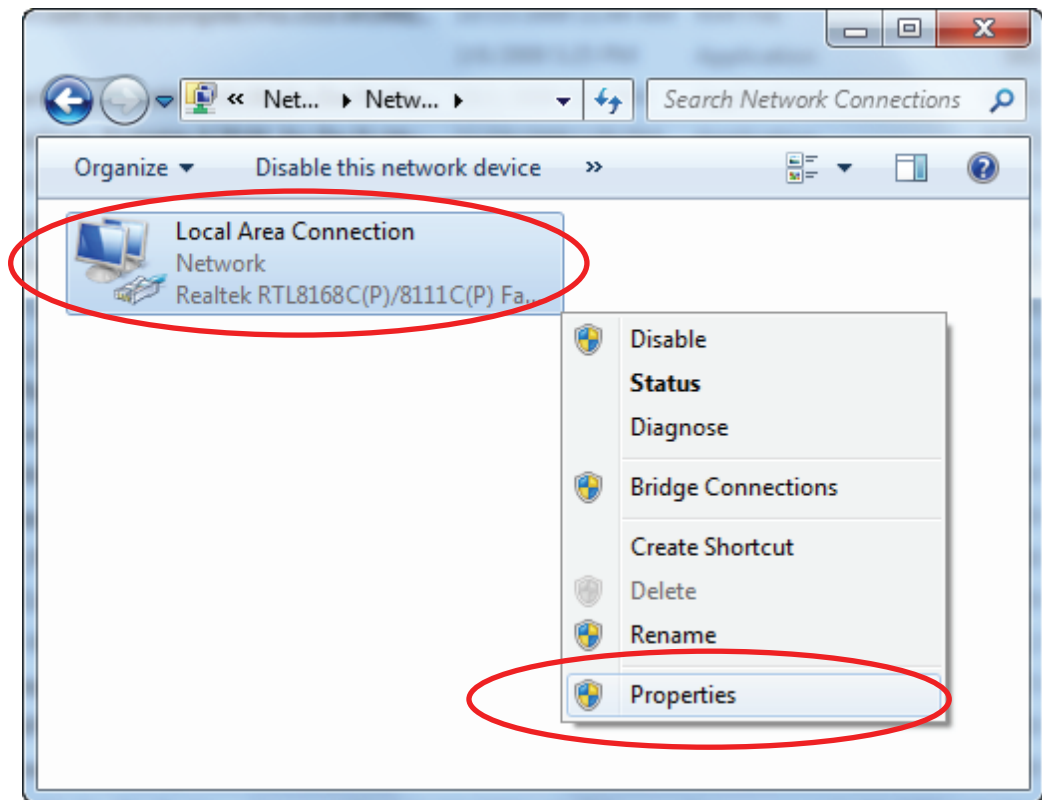 « Net... Netw...
Search Network Connections
Organize Disable this network device »
Local Area Connection
Network
Realtek RTL8168C(P)/8111C(P) Fa...
Disable
Status
Diagnose
Bridge Connections
Create Shortcut
Delete
Rename
Properties